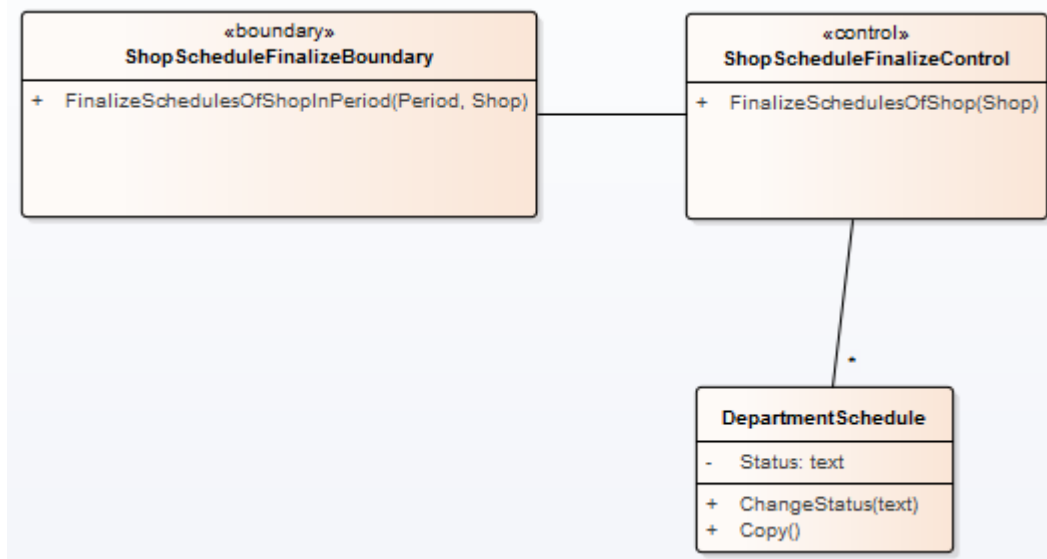 «boundary»
ShopScheduleFinalizeBoundary
+ FinalizeSchedulesOfShopInPeriod(Period, Shop)
«control»
ShopScheduleFinalizeControl
+ FinalizeSchedulesOfShop(Shop)
*
DepartmentSchedule
- Status: text
+ ChangeStatus(text)
+ Copy()